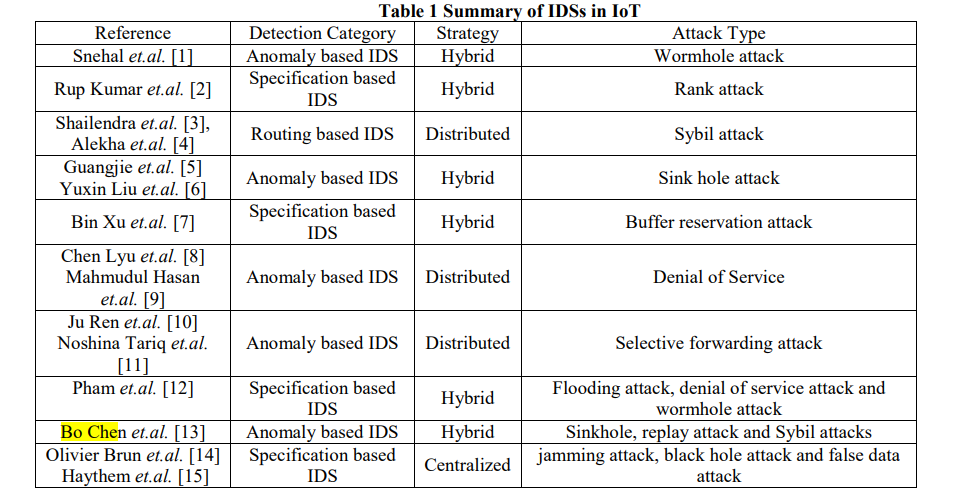 Table 1 Summary of IDSs in IoT
Reference Detection Category Strategy Attack Type
Snehal et.al. [1] Anomaly based IDS Hybrid Wormhole attack
Rup Kumar et.al. [2] Specification based IDS Hybrid Rank attack
Shailendra et.al. [3],
Alekha et.al. [4] Routing based IDS Distributed Sybil attack
Guangjie et.al. [5]
Yuxin Liu et.al. [6] Anomaly based IDS Hybrid Sink hole attack
Bin Xu et.al. [7] Specification based IDS Hybrid Buffer reservation attack
Chen Lyu et.al. [8]
Mahmudul Hasan
et.al. [9] Anomaly based IDS Distributed Denial of Service
Ju Ren et.al. [10]
Noshina Tariq et.al.
[11] Anomaly based IDS Distributed Selective forwarding attack
Pham et.al. [12] Specification based IDS Hybrid Flooding attack, denial of service attack and
wormhole attack
Bo Chen et.al. [13] Anomaly based IDS Hybrid Sinkhole, replay attack and Sybil attacks
Olivier Brun et.al. [14]
Haythem et.al. [15] Specification based IDS Centralized jamming attack, black hole attack and false data
attack